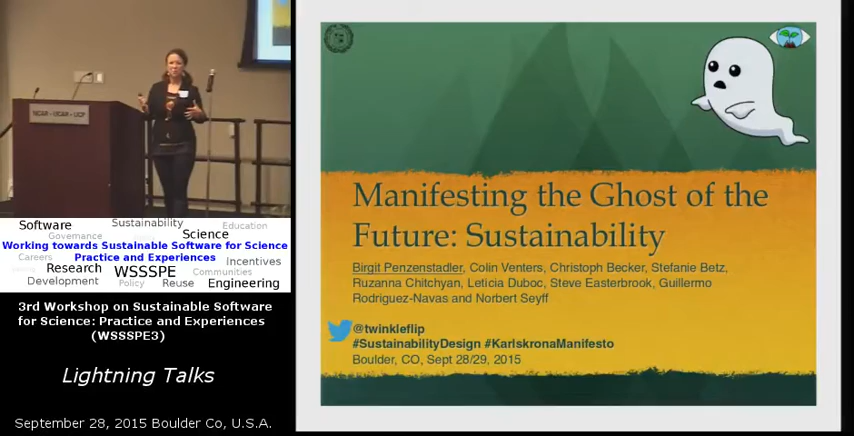 NCAR • UCAR • UCP
Software
Sustainability
Education
Governance
Science
Working towards Sustainable Software for Science
Practice and Experiences
Careers
Incentives
Research
WSSSPE
Communities
Development
Policy
Reuse
Engineering
3rd Workshop on Sustainable Software
for Science: Practice and Experiences
(WSSSPE3)
Lightning Talks
September 28, 2015 Boulder Co, U.S.A.
Manifesting the Ghost of the
Future: Sustainability
Birgit Penzenstadler, Colin Venters, Christoph Becker, Stefanie Betz,
Ruzanna Chitchyan, Leticia Duboc, Steve Easterbrook, Guillermo
Rodriguez-Navas and Norbert Seyff
@twinkleflip
#SustainabilityDesign #KarlskronaManifesto
Boulder, CO, Sept 28/29, 2015